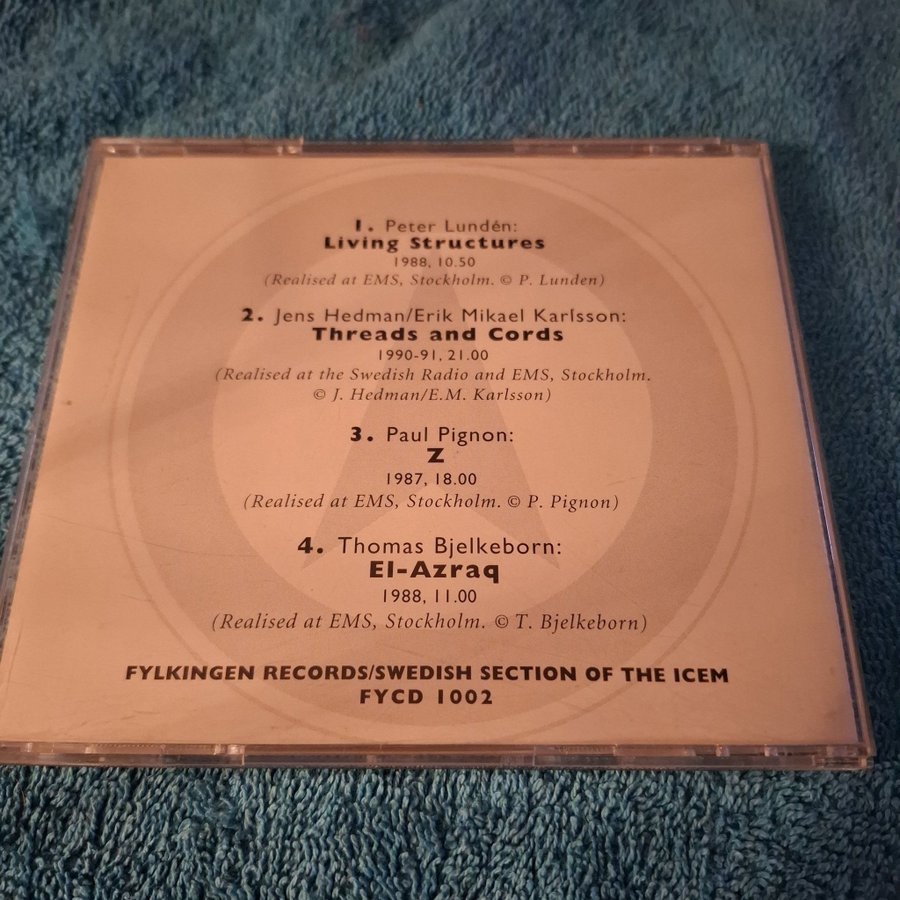 1. Peter Lundén:
Living Structures
1988, 10.50
(Realised at EMS, Stockholm. © P. Lunden)
2. Jens Hedman/Erik Mikael Karlsson:
Threads and Cords
1990-91, 21.00
(Realised at the Swedish Radio and EMS, Stockholm.
© J. Hedman/E.M. Karlsson)
3. Paul Pignon:
Z
1987, 18.00
(Realised at EMS, Stockholm. © P. Pignon)
4. Thomas Bjelkeborn:
El-Azraq
1988, 11.00
(Realised at EMS, Stockholm. © T. Bjelkeborn)
FYLKINGEN RECORDS/SWEDISH SECTION OF THE ICEM
FYCD 1002